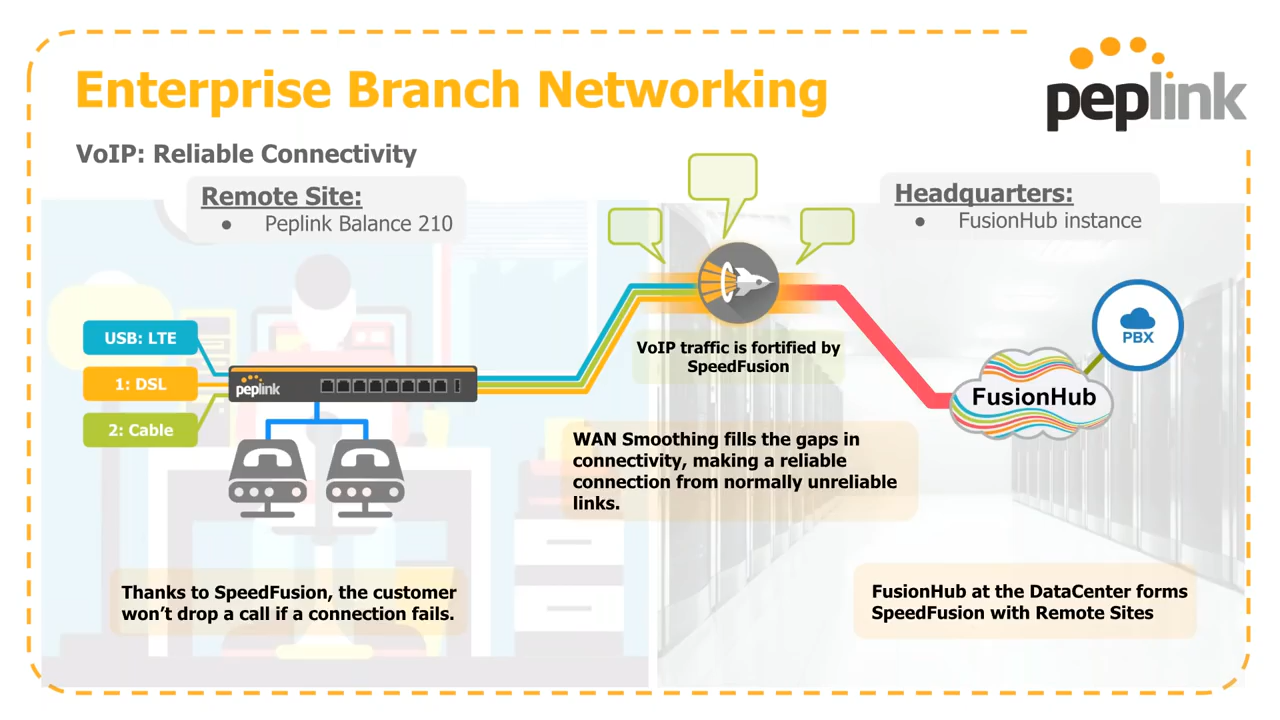 Enterprise Branch Networking
peplink
VoIP: Reliable Connectivity
Remote Site:
● Peplink Balance 210
Headquarters:
● FusionHub instance
USB: LTE
1: DSL
2: Cable
peplink
VoIP traffic is fortified by
SpeedFusion
PBX
FusionHub
WAN Smoothing fills the gaps in
connectivity, making a reliable
connection from normally unreliable
links.
Thanks to SpeedFusion, the customer
won’t drop a call if a connection fails.
FusionHub at the DataCenter forms
SpeedFusion with Remote Sites